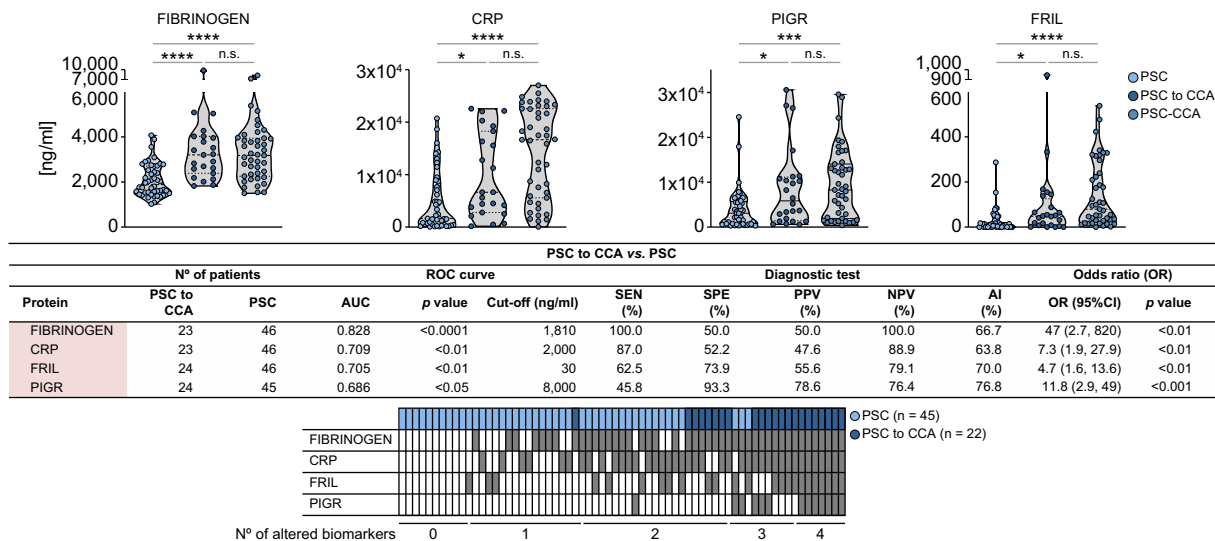 FIBRINOGEN CRP PIGR FRIL
**** **** *** ****
**** n.s. * n.s. * n.s. * n.s.
[ng/ml]
10,000
7,000
6,000
4,000
2,000
0
3x10⁴
2x10⁴
1x10⁴
0
3x10⁴
2x10⁴
1x10⁴
0
1,000
900
600
400
200
0
PSC
PSC to CCA
PSC-CCA
PSC to CCA vs. PSC
Nº of patients ROC curve Diagnostic test Odds ratio (OR)
Protein PSC to CCA PSC AUC p value Cut-off (ng/ml) SEN (%) SPE (%) PPV (%) NPV (%) AI (%) OR (95%CI) p value
FIBRINOGEN 23 46 0.828 <0.0001 1,810 100.0 50.0 50.0 100.0 66.7 47 (2.7, 820) <0.01
CRP 23 46 0.709 <0.01 2,000 87.0 52.2 47.6 88.9 63.8 7.3 (1.9, 27.9) <0.01
FRIL 24 46 0.705 <0.01 30 62.5 73.9 55.6 79.1 70.0 4.7 (1.6, 13.6) <0.01
PIGR 24 45 0.686 <0.05 8,000 45.8 93.3 78.6 76.4 76.8 11.8 (2.9, 49) <0.001
PSC (n = 45)
PSC to CCA (n = 22)
FIBRINOGEN
CRP
FRIL
PIGR
Nº of altered biomarkers 0 1 2 3 4